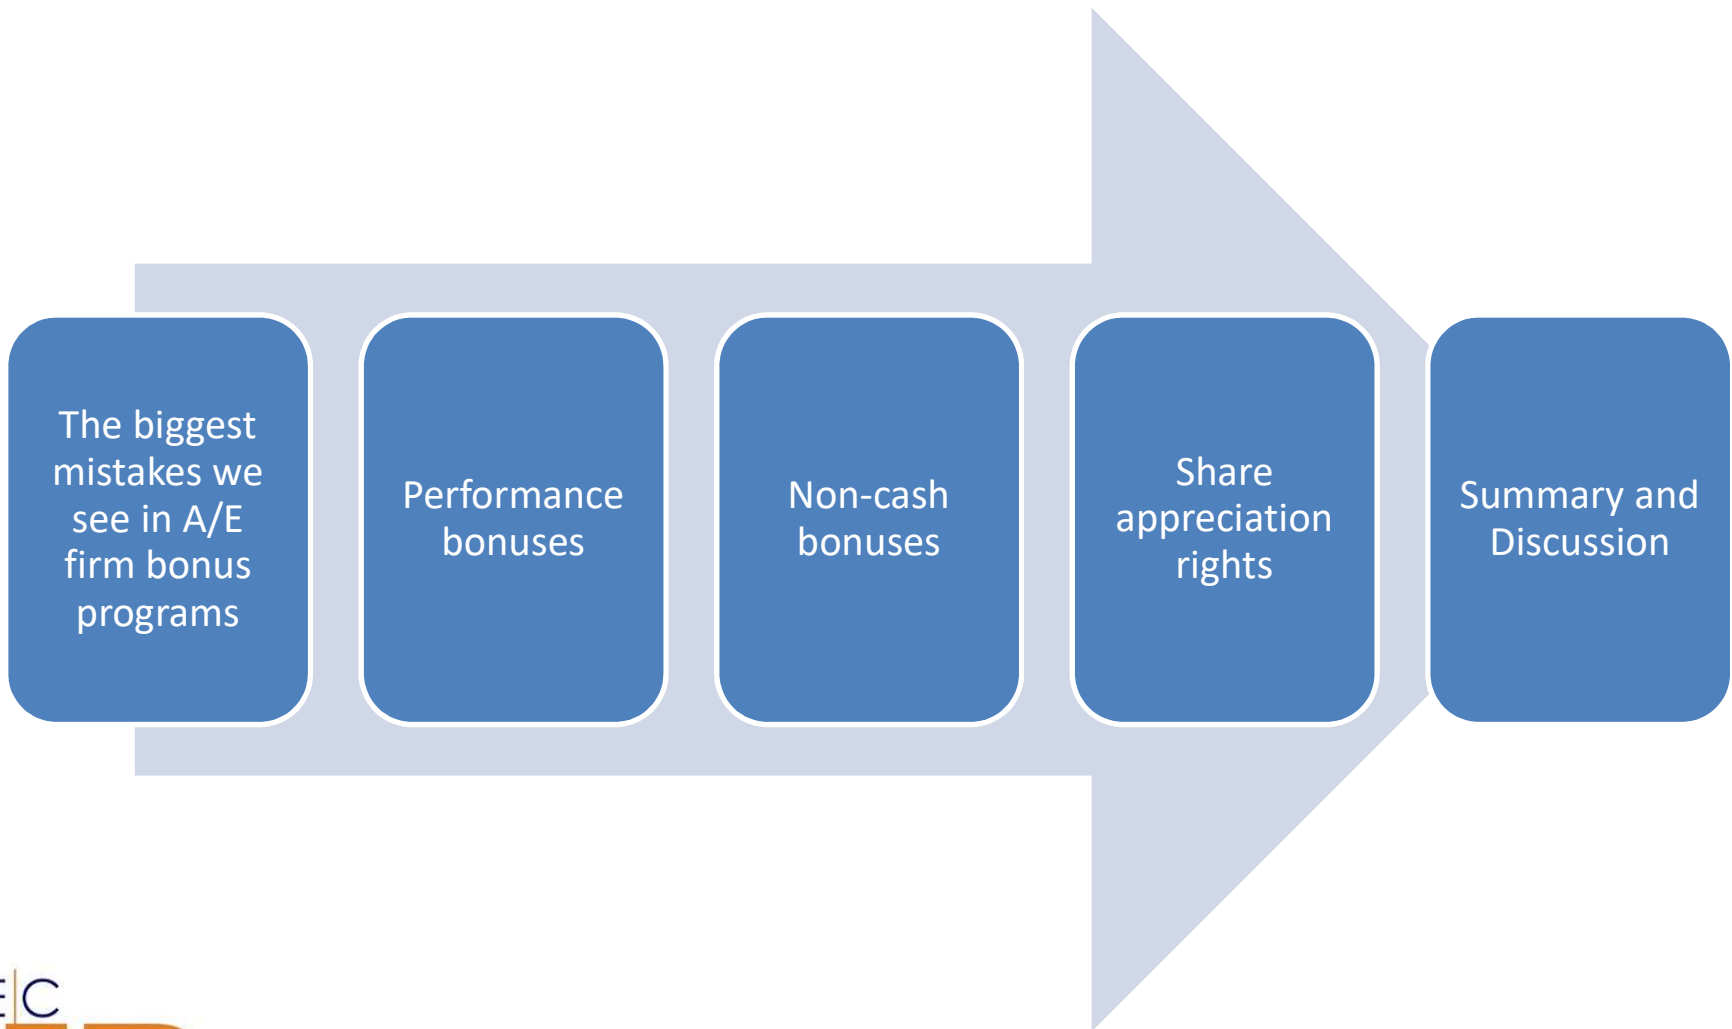 The biggest
mistakes we
see in A/E
firm bonus
programs
Performance
bonuses
Non-cash
bonuses
Share
appreciation
rights
Summary and
Discussion
E|C